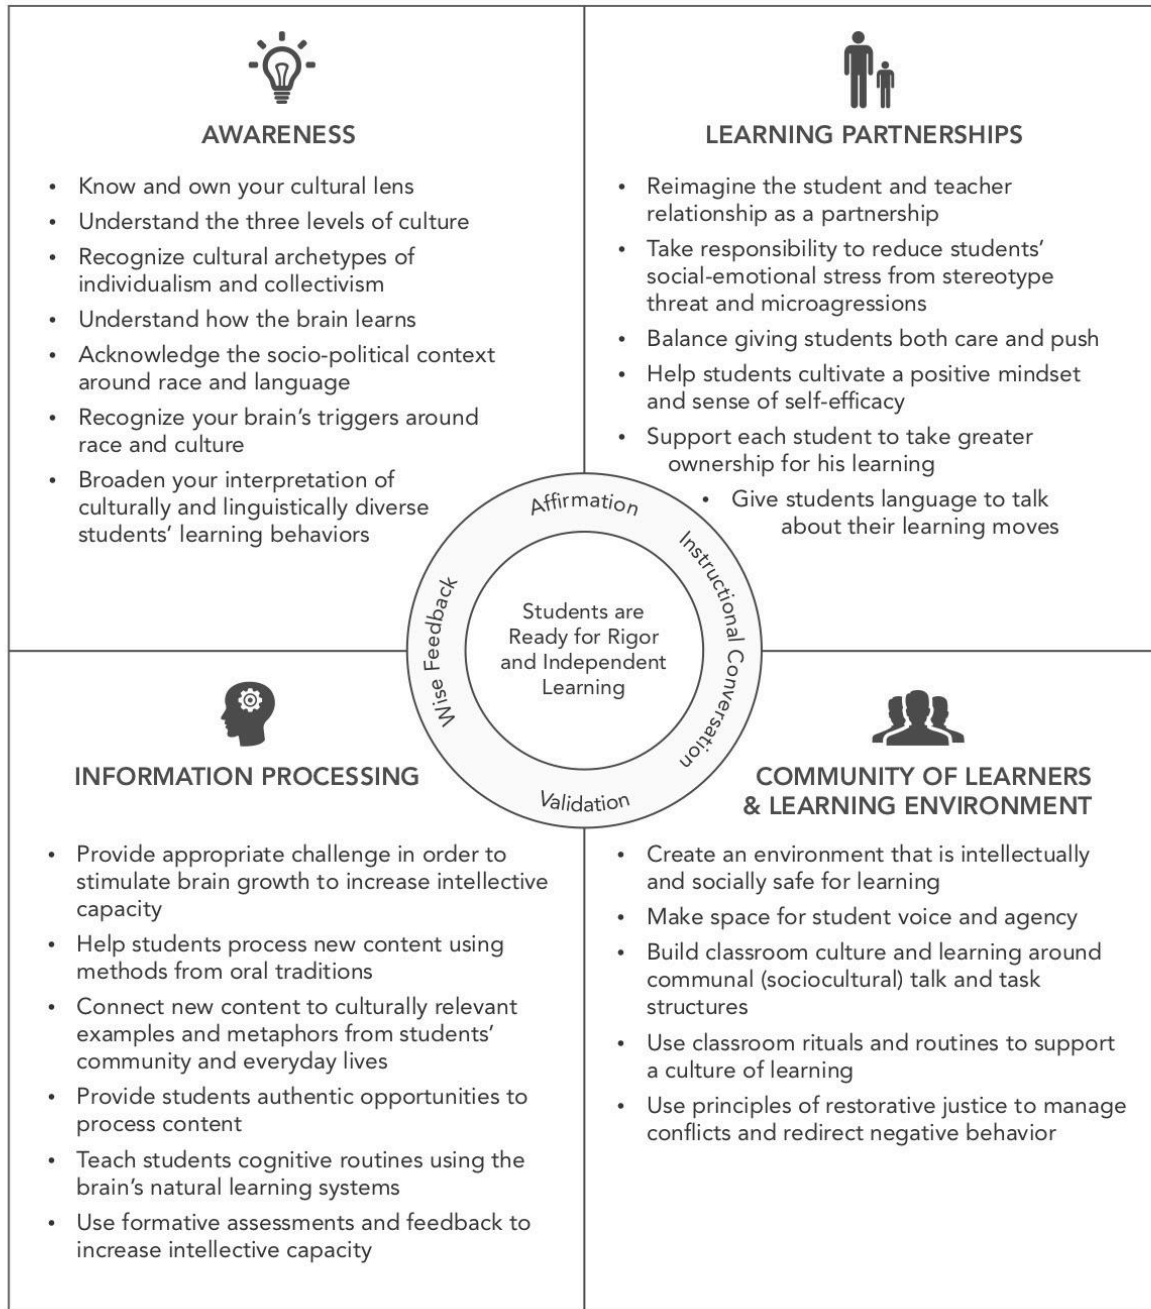 AWARENESS
• Know and own your cultural lens
• Understand the three levels of culture
• Recognize cultural archetypes of
individualism and collectivism
• Understand how the brain learns
• Acknowledge the socio-political context
around race and language
• Recognize your brain’s triggers around
race and culture
• Broaden your interpretation of
culturally and linguistically diverse
students’ learning behaviors
LEARNING PARTNERSHIPS
• Reimagine the student and teacher
relationship as a partnership
• Take responsibility to reduce students’
social-emotional stress from stereotype
threat and microagressions
• Balance giving students both care and push
• Help students cultivate a positive mindset
and sense of self-efficacy
• Support each student to take greater
ownership for his learning
• Give students language to talk
about their learning moves
Affirmation
Instructional Conversation
Validation
Wise Feedback
Students are
Ready for Rigor
and Independent
Learning
INFORMATION PROCESSING
• Provide appropriate challenge in order to
stimulate brain growth to increase intellective
capacity
• Help students process new content using
methods from oral traditions
• Connect new content to culturally relevant
examples and metaphors from students’
community and everyday lives
• Provide students authentic opportunities to
process content
• Teach students cognitive routines using the
brain’s natural learning systems
• Use formative assessments and feedback to
increase intellective capacity
COMMUNITY OF LEARNERS
& LEARNING ENVIRONMENT
• Create an environment that is intellectually
and socially safe for learning
• Make space for student voice and agency
• Build classroom culture and learning around
communal (sociocultural) talk and task
structures
• Use classroom rituals and routines to support
a culture of learning
• Use principles of restorative justice to manage
conflicts and redirect negative behavior